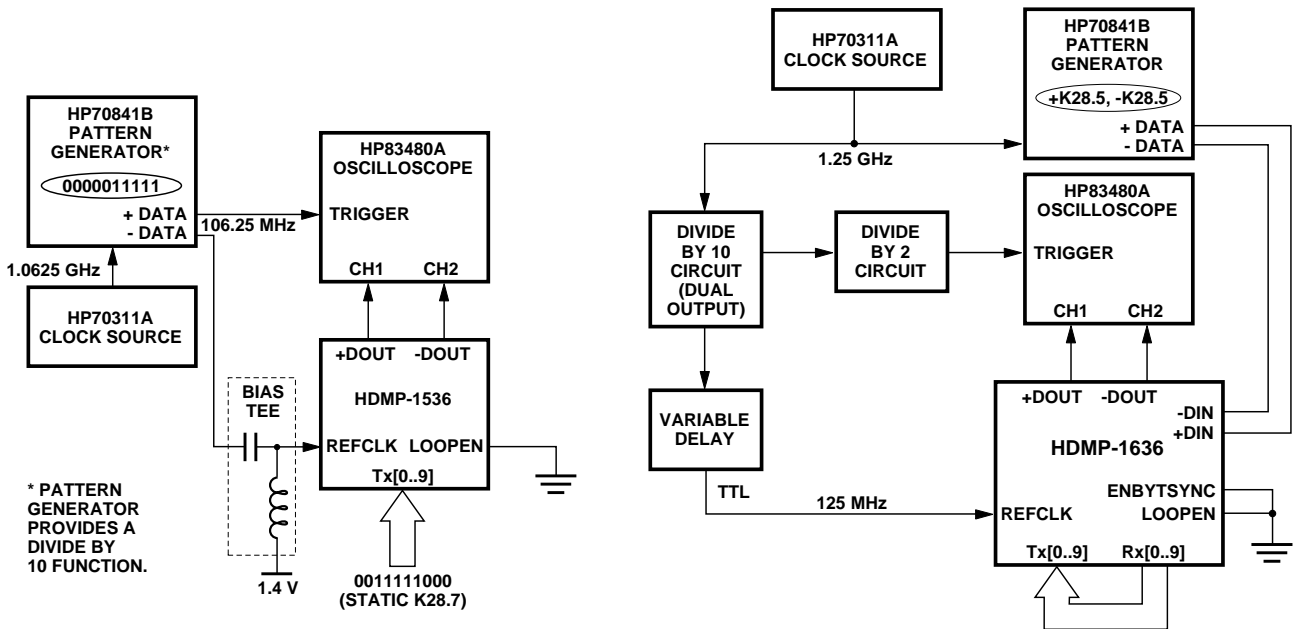 HP70841B
PATTERN
GENERATOR*
0000011111
+ DATA
- DATA
106.25 MHz
1.0625 GHz
HP70311A
CLOCK SOURCE
HP83480A
OSCILLOSCOPE
TRIGGER
CH1 CH2
+DOUT -DOUT
HDMP-1536
REFCLK LOOPEN
Tx[0..9]
BIAS
TEE
1.4 V
0011111000
(STATIC K28.7)
* PATTERN
GENERATOR
PROVIDES A
DIVIDE BY
10 FUNCTION.
HP70311A
CLOCK SOURCE
1.25 GHz
HP70841B
PATTERN
GENERATOR
+K28.5, -K28.5
+ DATA
- DATA
HP83480A
OSCILLOSCOPE
TRIGGER
CH1 CH2
DIVIDE
BY 10
CIRCUIT
(DUAL
OUTPUT)
DIVIDE
BY 2
CIRCUIT
VARIABLE
DELAY
TTL
125 MHz
+DOUT -DOUT
-DIN
+DIN
HDMP-1636
ENBYTSYNC
REFCLK LOOPEN
Tx[0..9] Rx[0..9]